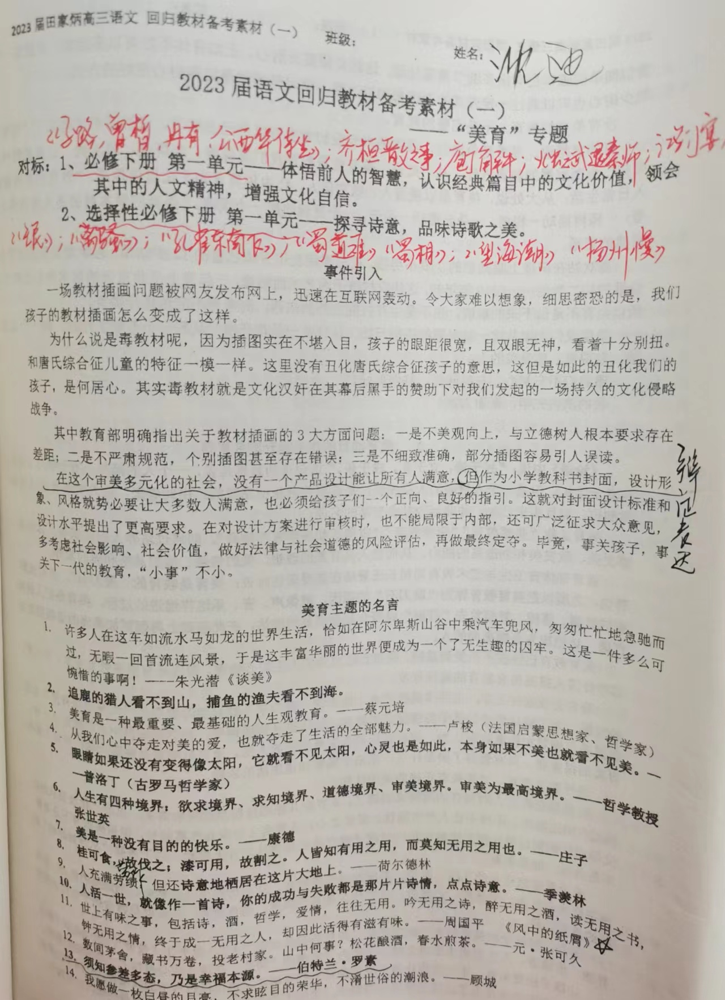 2023届田家炳高三语文 回归教材备考素材（一） 班级： 姓名：沈迪
2023 届语文回归教材备考素材（一）
——“美育”专题
《子路、曾皙、冉有、公西华侍坐》；齐桓晋文之事；庖丁解牛；烛之武退秦师；鸿门宴
对标：1、必修下册 第一单元——体悟前人的智慧，认识经典篇目中的文化价值，领会
其中的人文精神，增强文化自信。
2、选择性必修下册 第一单元——探寻诗意，品味诗歌之美。
《氓》；《离骚》；《孔雀东南飞》；《蜀道难》《蜀相》；《望海潮》《扬州慢》
事件引入
一场教材插画问题被网友发布网上，迅速在互联网轰动。令大家难以想象，细思密恐的是，我们
孩子的教材插画怎么变成了这样。
为什么说是毒教材呢，因为插图实在不堪入目，孩子的眼距很宽，且双眼无神，看着十分别扭。
和唐氏综合征儿童的特征一模一样。这里没有丑化唐氏综合征孩子的意思，这但是如此的丑化我们的
孩子，是何居心。其实毒教材就是文化汉奸在其幕后黑手的赞助下对我们发起的一场持久的文化侵略
战争。
其中教育部明确指出关于教材插画的 3 大方面问题：一是不美观向上，与立德树人根本要求存在
差距；二是不严肃规范，个别插图甚至存在错误；三是不细致准确，部分插图容易引人误读。
在这个审美多元化的社会，没有一个产品设计能让所有人满意，但作为小学教科书封面，设计形
象、风格就势必要让大多数人满意，也必须给孩子们一个正向、良好的指引。这就对封面设计标准和
设计水平提出了更高要求。在对设计方案进行审核时，也不能局限于内部，还可广泛征求大众意见，
多考虑社会影响、社会价值，做好法律与社会道德的风险评估，再做最终定夺。毕竟，事关孩子，事
关下一代的教育，“小事”不小。
辩证表达
美育主题的名言
1. 许多人在这车如流水马如龙的世界生活，恰如在阿尔卑斯山谷中乘汽车兜风，匆匆忙忙地急驰而
过，无暇一回首流连风景，于是这丰富华丽的世界便成为一个了无生趣的囚牢。这是一件多么可
惋惜的事啊！——朱光潜《谈美》
2. 追鹿的猎人看不到山，捕鱼的渔夫看不到海。
3. 美育是一种最重要、最基础的人生观教育。——蔡元培
4. 从我们心中夺走对美的爱，也就夺走了生活的全部魅力。——卢梭（法国启蒙思想家、哲学家）
5. 眼睛如果还没有变得像太阳，它就看不见太阳，心灵也是如此，本身如果不美也就看不见美。—
—普洛丁（古罗马哲学家）
6. 人生有四种境界：欲求境界、求知境界、道德境界、审美境界。审美为最高境界。——哲学教授
张世英
7. 美是一种没有目的的快乐。——康德
8. 桂可食，故伐之；漆可用，故割之。人皆知有用之用，而莫知无用之用也。——庄子
9. 人充满劳绩，但还诗意地栖居在这片大地上。——荷尔德林
10. 人活一世，就像作一首诗，你的成功与失败都是那片片诗情，点点诗意。——季羡林
11. 世上有味之事，包括诗，酒，哲学，爱情，往往无用。吟无用之诗，醉无用之酒，读无用之书，
钟无用之情，终于成一无用之人，却因此活得有滋有味。——周国平 《风中的纸屑》
12. 数间茅舍，藏书万卷，投老村家。山中何事？松花酿酒，春水煎茶。——元·张可久
13. 须知参差多态，乃是幸福本源。——伯特兰·罗素
14. 我愿做一枚白昼的月亮，不求眩目的荣华，不淆世俗的潮浪。——顾城